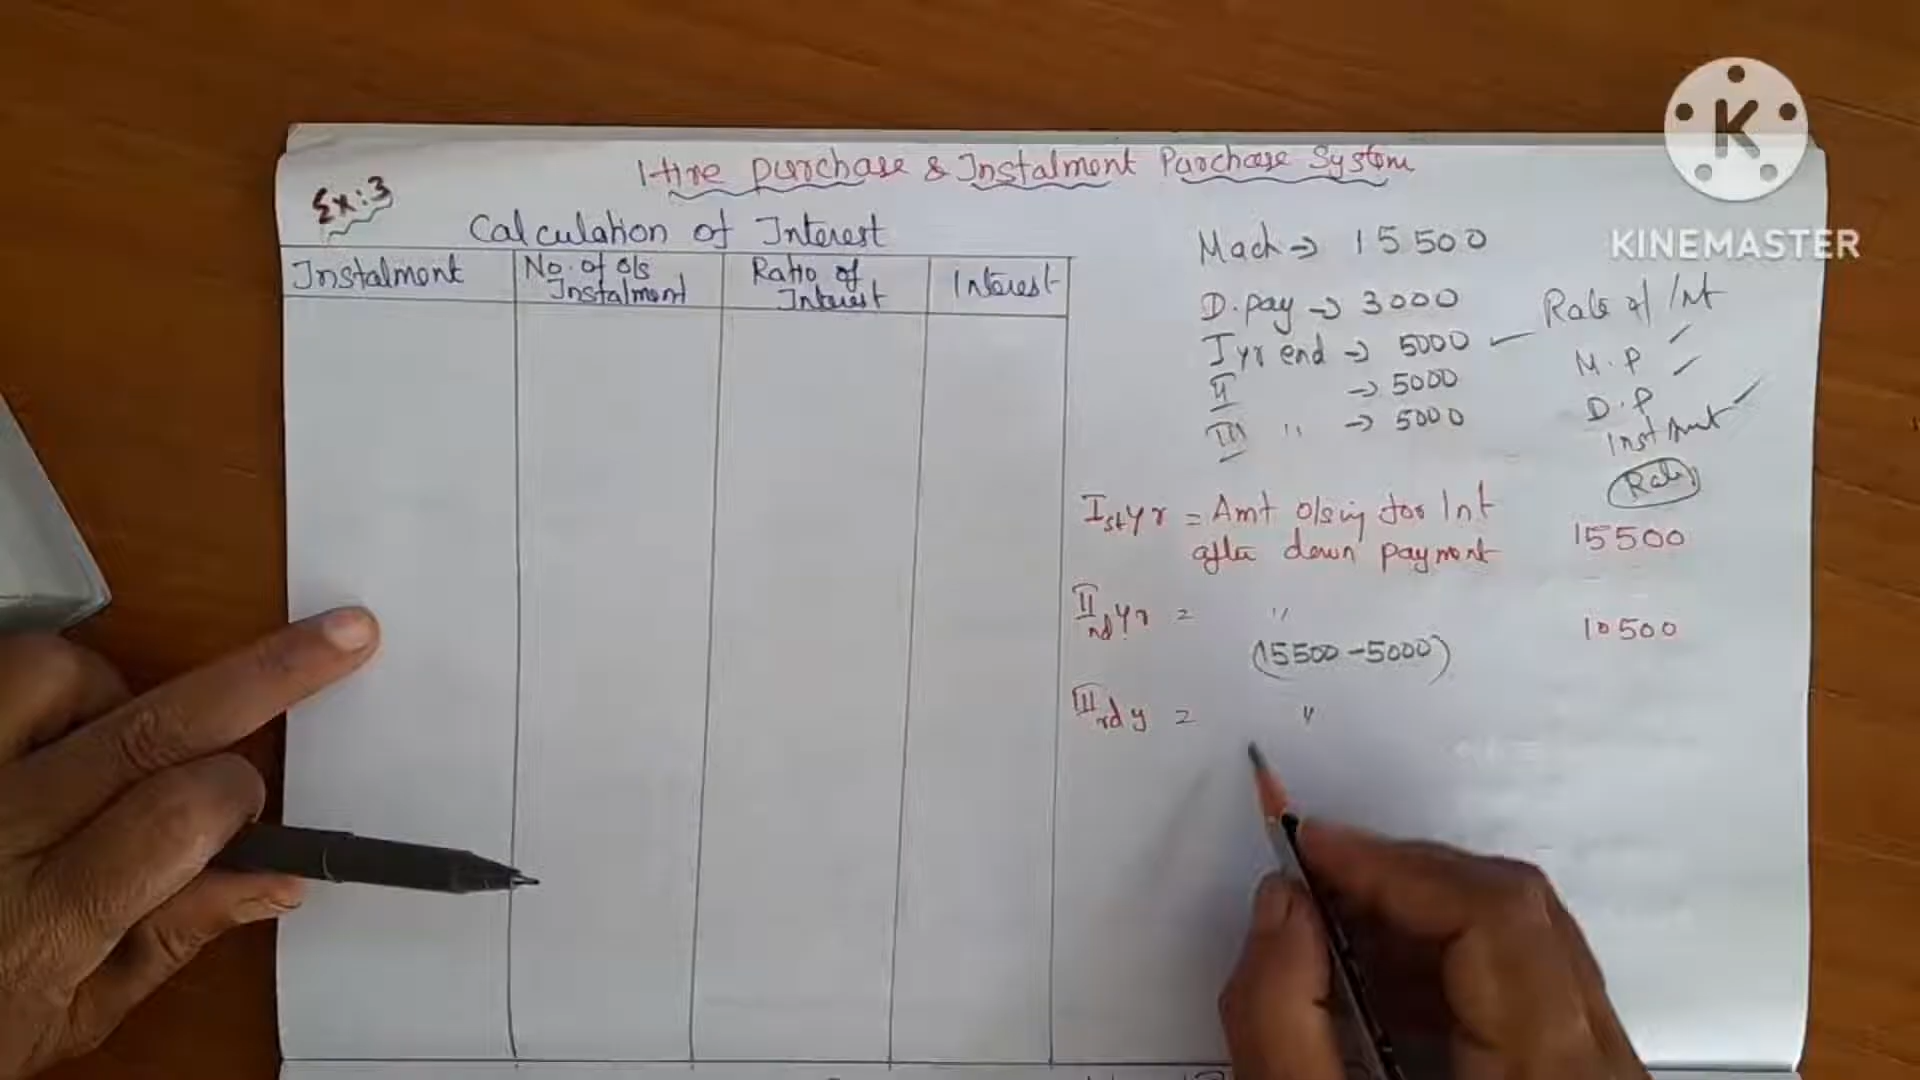 Hire purchase & Instalment Purchase System
Ex:3
Calculation of Interest
Instalment
No. of o/s Instalment
Ratio of Interest
Interest
Mach → 15500
D. pay → 3000
I yr end → 5000
II → 5000
III " → 5000
Rate of Int
M. P
D. P
Rate
Ist yr = Amt o/s ing for Int
after down payment
15500
IInd yr = "
10500
(15500 - 5000)
IIIrd y = "
K
KINEMASTER